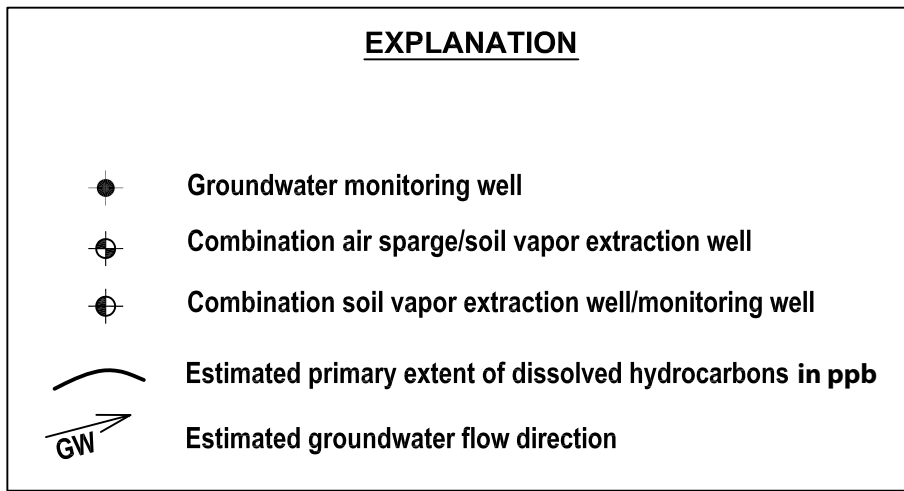 EXPLANATION
Groundwater monitoring well
Combination air sparge/soil vapor extraction well
Combination soil vapor extraction well/monitoring well
Estimated primary extent of dissolved hydrocarbons in ppb
GW
Estimated groundwater flow direction